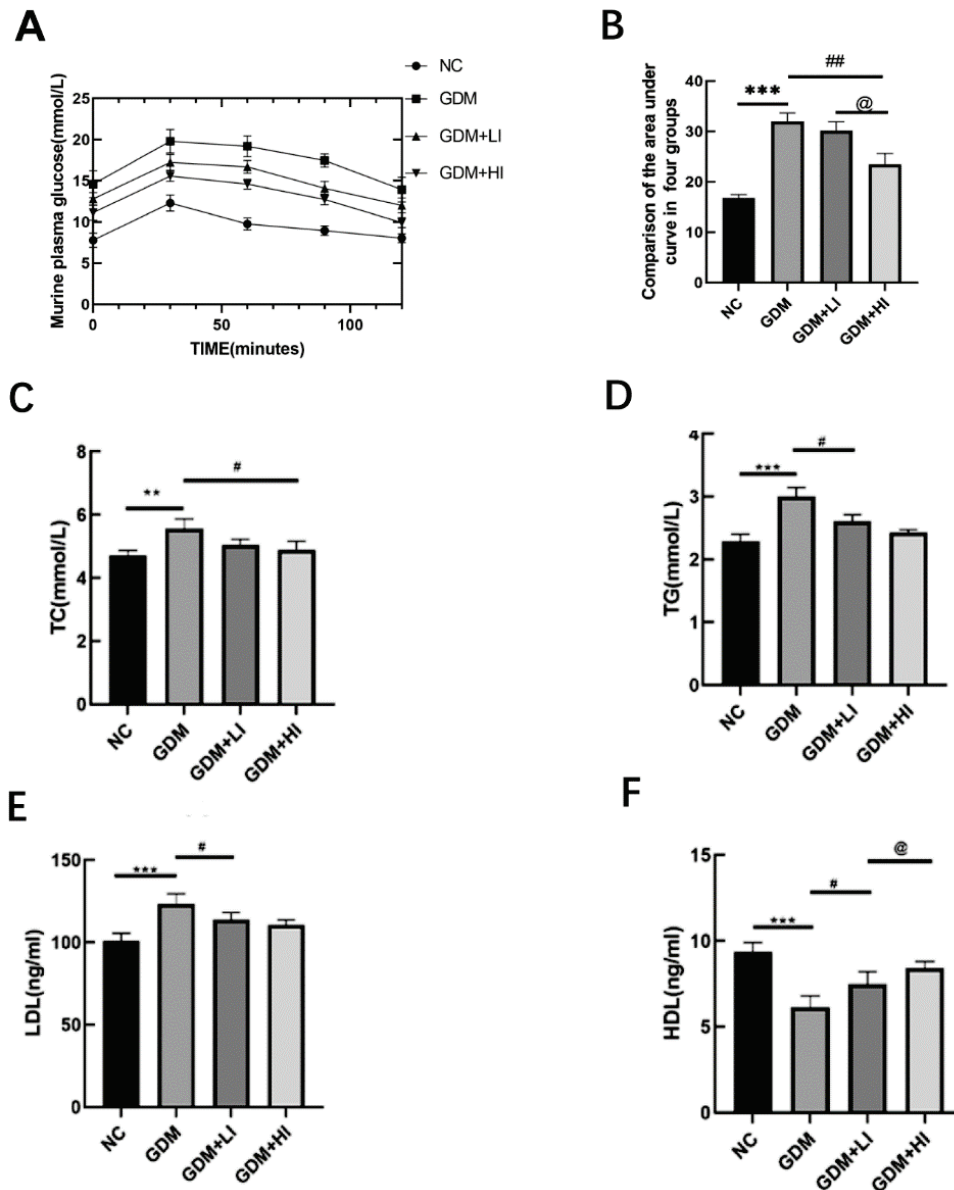 A
Murine plasma glucose(mmol/L)
25
20
15
10
5
0
0
50
100
TIME(minutes)
NC
GDM
GDM+LI
GDM+HI
B
Comparison of the area under
curve in four groups
40
30
20
10
0
***
##
@
NC
GDM
GDM+LI
GDM+HI
C
TC(mmol/L)
8
6
4
2
0
**
#
NC
GDM
GDM+LI
GDM+HI
D
TG(mmol/L)
4
3
2
1
0
***
#
NC
GDM
GDM+LI
GDM+HI
E
LDL(ng/ml)
150
100
50
0
***
#
NC
GDM
GDM+LI
GDM+HI
F
HDL(ng/ml)
15
10
5
0
***
#
@
NC
GDM
GDM+LI
GDM+HI